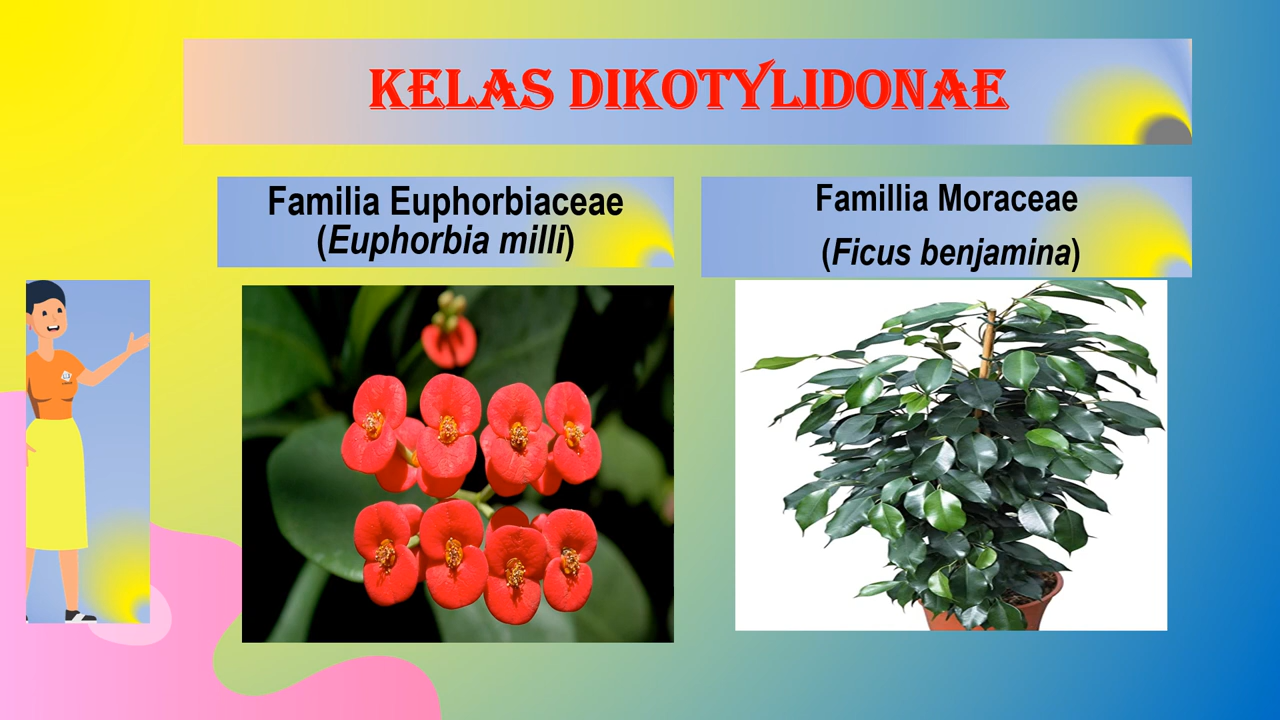 KELAS DIKOTYLIDONAE
Familia Euphorbiaceae
(Euphorbia milli)
Famillia Moraceae
(Ficus benjamina)